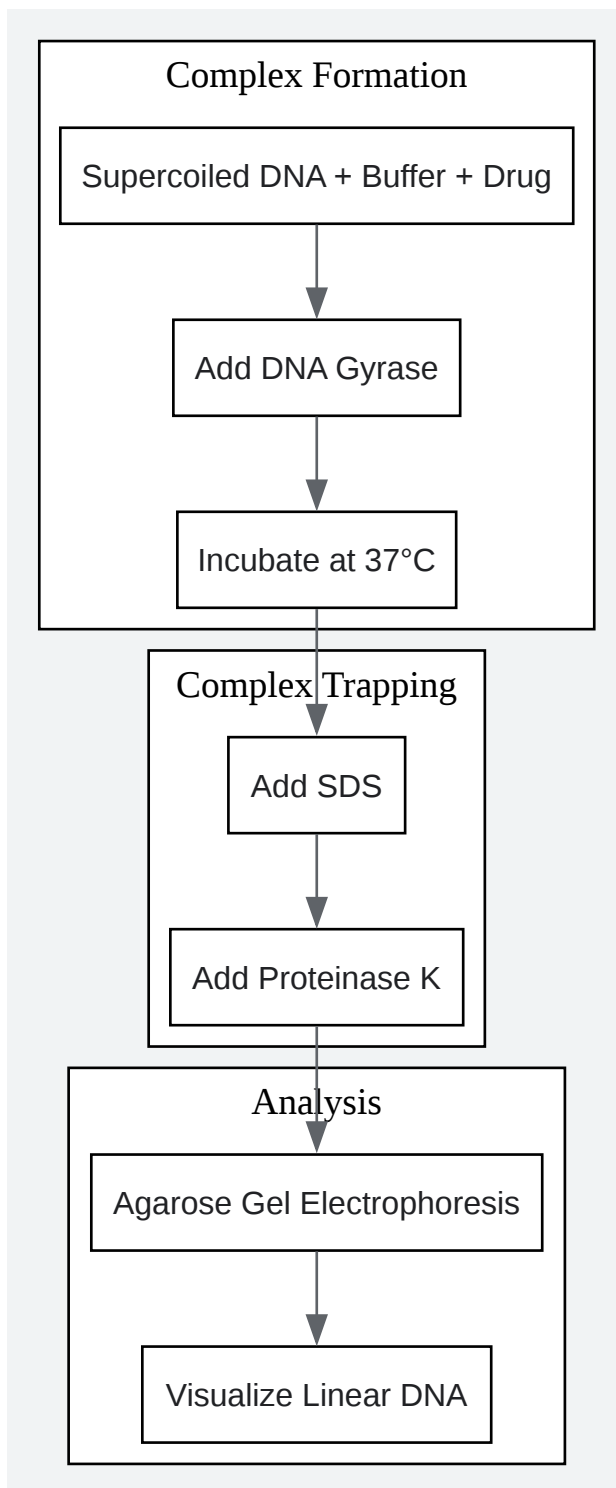 Complex Formation
Supercoiled DNA + Buffer + Drug
Add DNA Gyrase
Incubate at 37°C
Complex Trapping
Add SDS
Add Proteinase K
Analysis
Agarose Gel Electrophoresis
Visualize Linear DNA